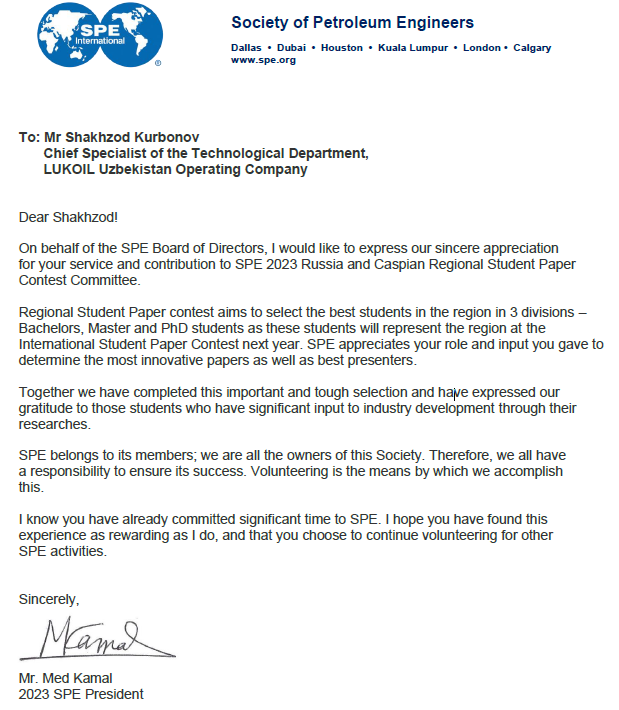 SPE
International
®
Society of Petroleum Engineers
Dallas • Dubai • Houston • Kuala Lumpur • London • Calgary
www.spe.org
To: Mr Shakhzod Kurbonov
Chief Specialist of the Technological Department,
LUKOIL Uzbekistan Operating Company
Dear Shakhzod!
On behalf of the SPE Board of Directors, I would like to express our sincere appreciation
for your service and contribution to SPE 2023 Russia and Caspian Regional Student Paper
Contest Committee.
Regional Student Paper contest aims to select the best students in the region in 3 divisions –
Bachelors, Master and PhD students as these students will represent the region at the
International Student Paper Contest next year. SPE appreciates your role and input you gave to
determine the most innovative papers as well as best presenters.
Together we have completed this important and tough selection and have expressed our
gratitude to those students who have significant input to industry development through their
researches.
SPE belongs to its members; we are all the owners of this Society. Therefore, we all have
a responsibility to ensure its success. Volunteering is the means by which we accomplish
this.
I know you have already committed significant time to SPE. I hope you have found this
experience as rewarding as I do, and that you choose to continue volunteering for other
SPE activities.
Sincerely,
MKamal
Mr. Med Kamal
2023 SPE President